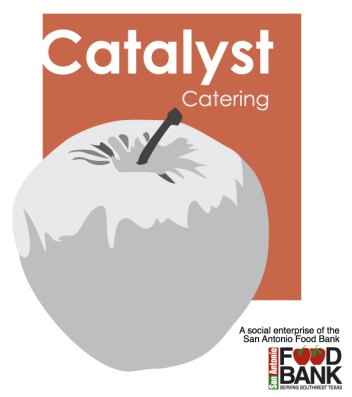 Catalyst
Catering
A social enterprise of the
San Antonio Food Bank
San Antonio
FOOD
BANK
SERVING SOUTHWEST TEXAS